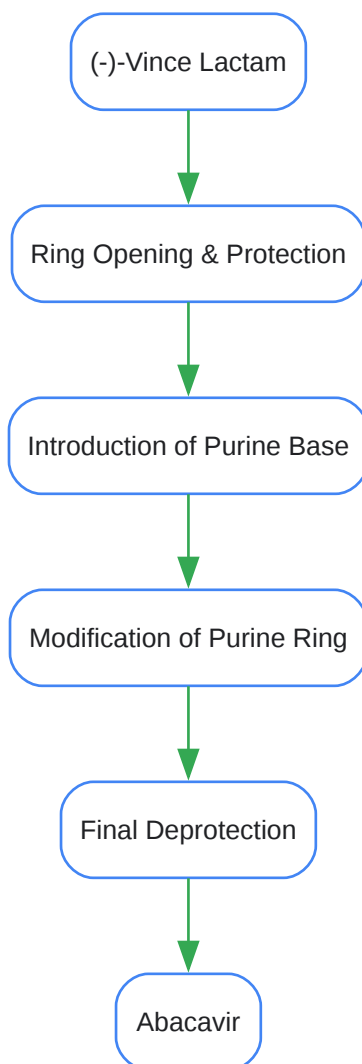 (-)-Vince Lactam
Ring Opening & Protection
Introduction of Purine Base
Modification of Purine Ring
Final Deprotection
Abacavir